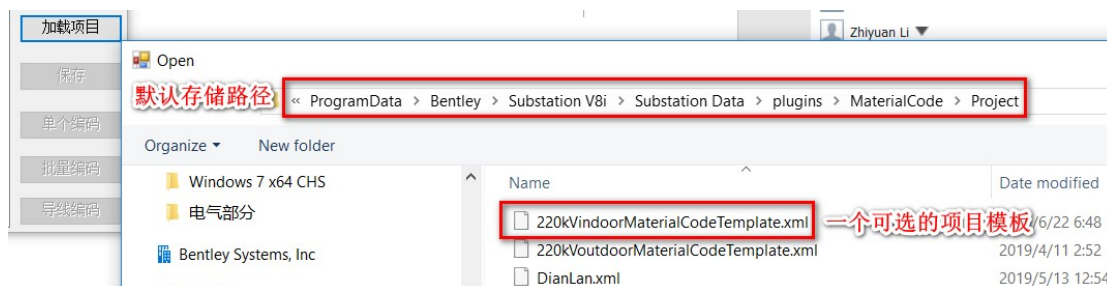 加载项目
Zhiyuan Li
Open
保存
默认存储路径
« ProgramData > Bentley > Substation V8i > Substation Data > plugins > MaterialCode > Project
单个编码
Organize New folder
批量编码
Windows 7 x64 CHS
Name Date modified
导线编码
电气部分
220kVindoorMaterialCodeTemplate.xml 一个可选的项目模板 /6/22 6:48
Bentley Systems, Inc
220kVoutdoorMaterialCodeTemplate.xml 2019/4/11 2:52
DianLan.xml 2019/5/13 12:54